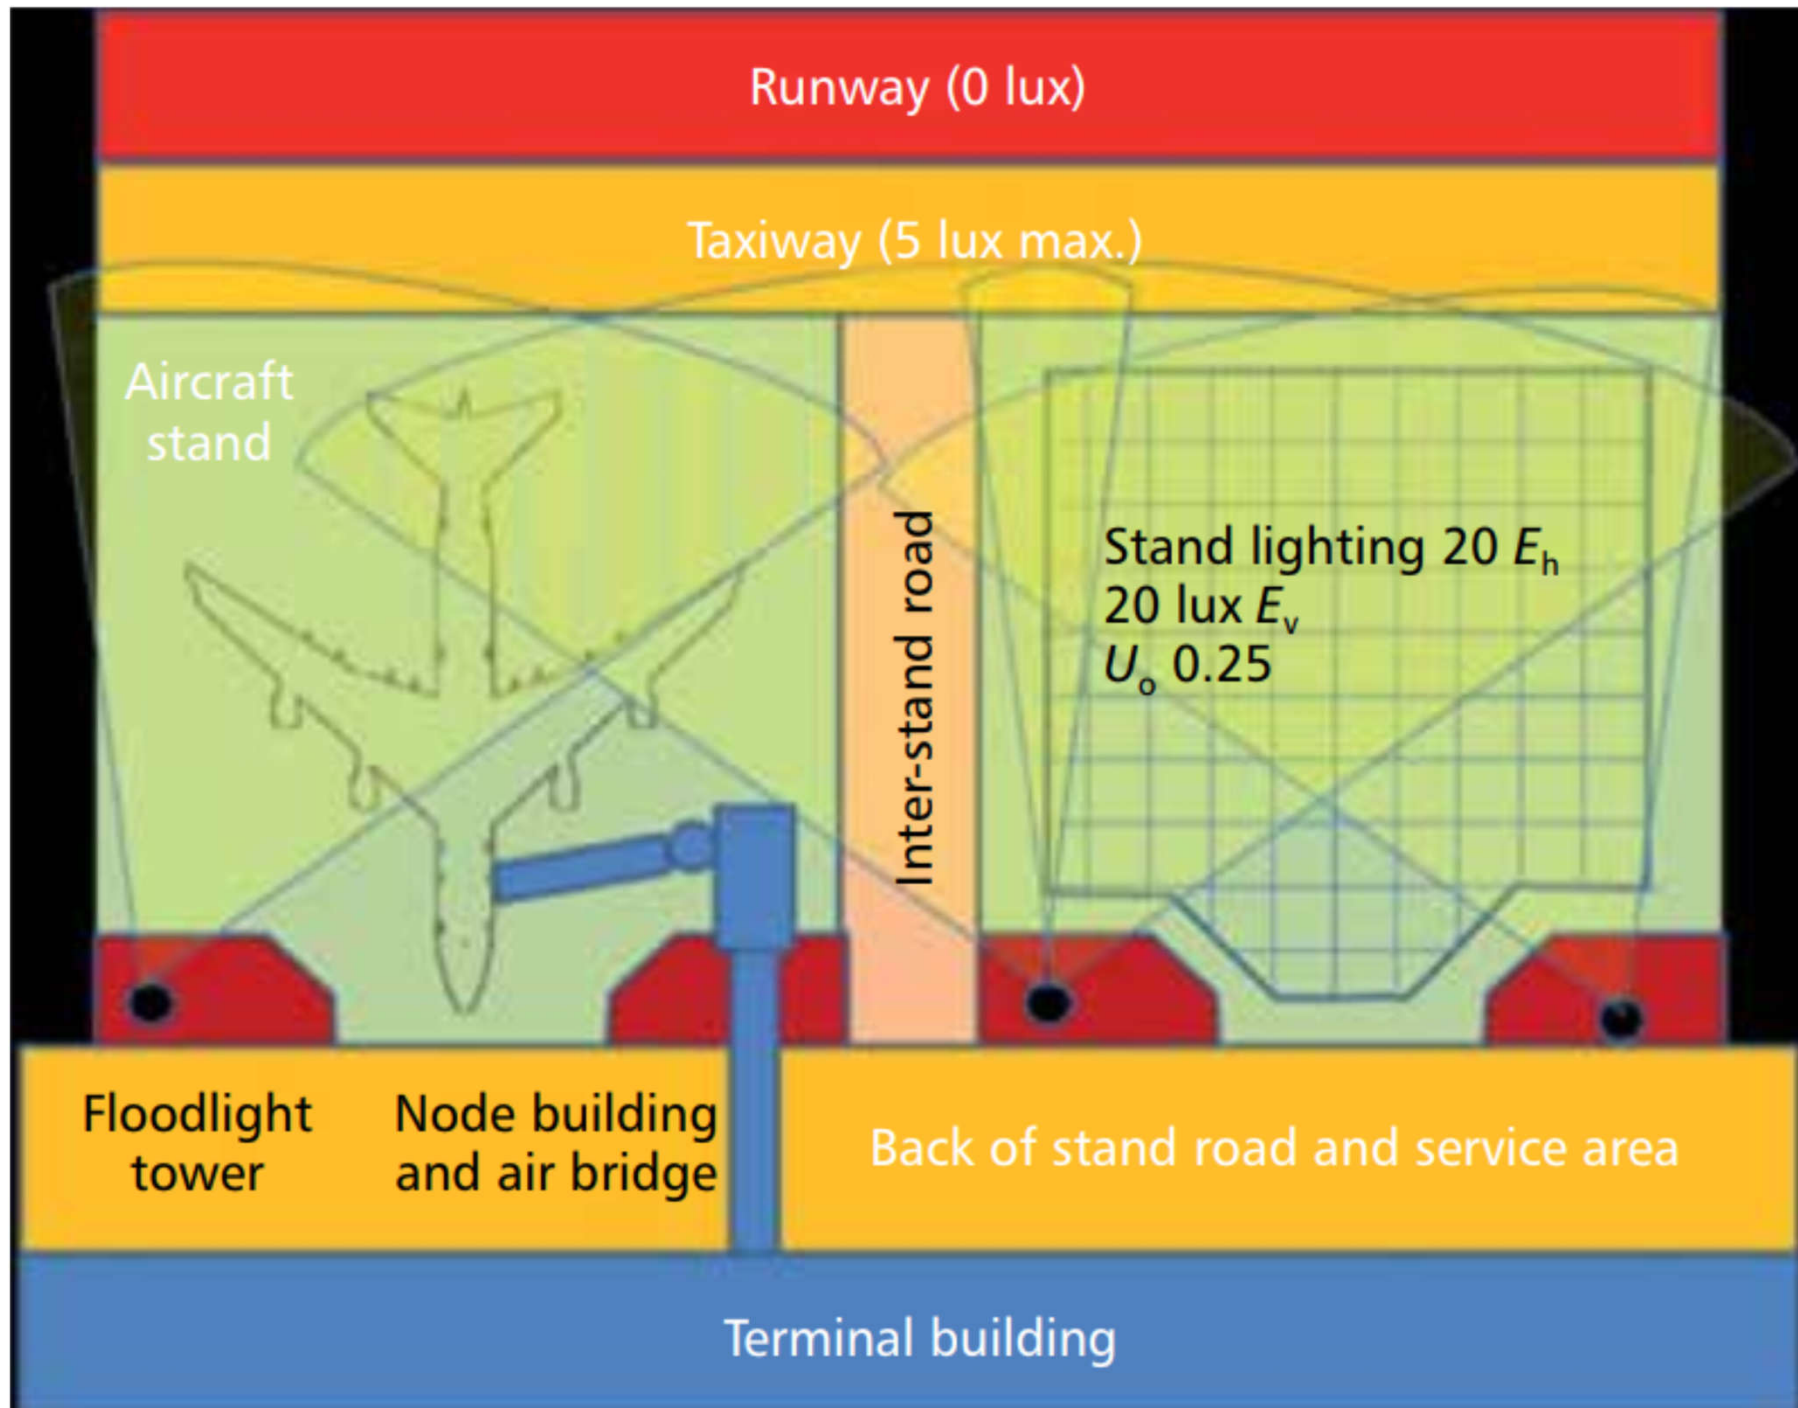 Runway (0 lux)
Taxiway (5 lux max.)
Aircraft
stand
Inter-stand road
Stand lighting 20 Eh
20 lux Ev
Uo 0.25
Floodlight
tower
Node building
and air bridge
Back of stand road and service area
Terminal building